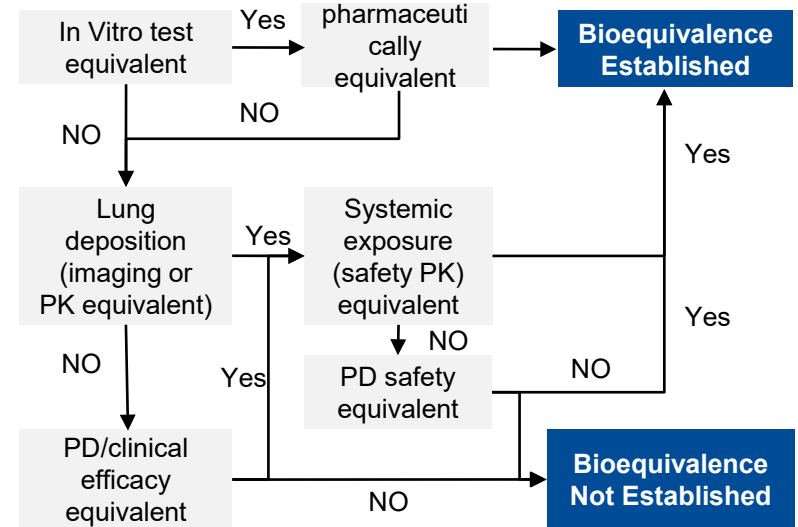 In Vitro test
equivalent
Yes
pharmaceuti
cally
equivalent
Bioequivalence
Established
NO
NO
Yes
Lung
deposition
(imaging or
PK equivalent)
Yes
Systemic
exposure
(safety PK)
equivalent
Yes
NO
NO
Yes
PD safety
equivalent
NO
PD/clinical
efficacy
equivalent
NO
Bioequivalence
Not Established